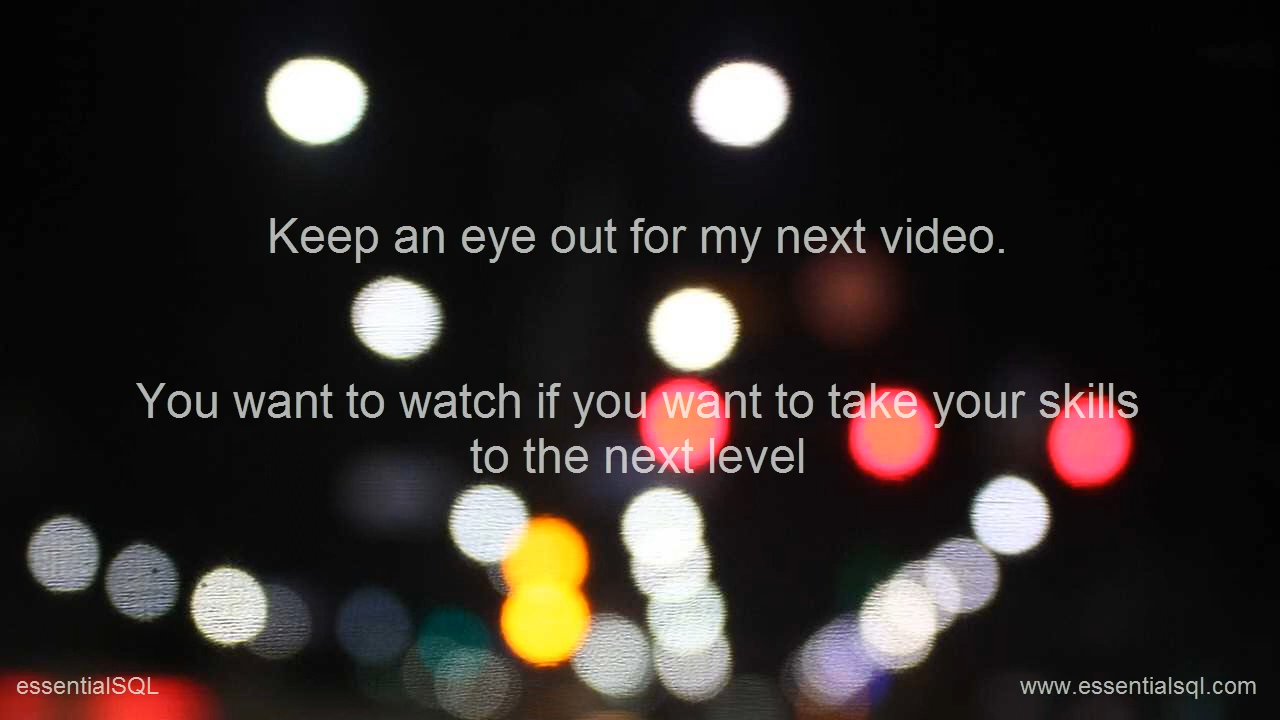 Keep an eye out for my next video.
You want to watch if you want to take your skills
to the next level
essentialSQL
www.essentialsql.com